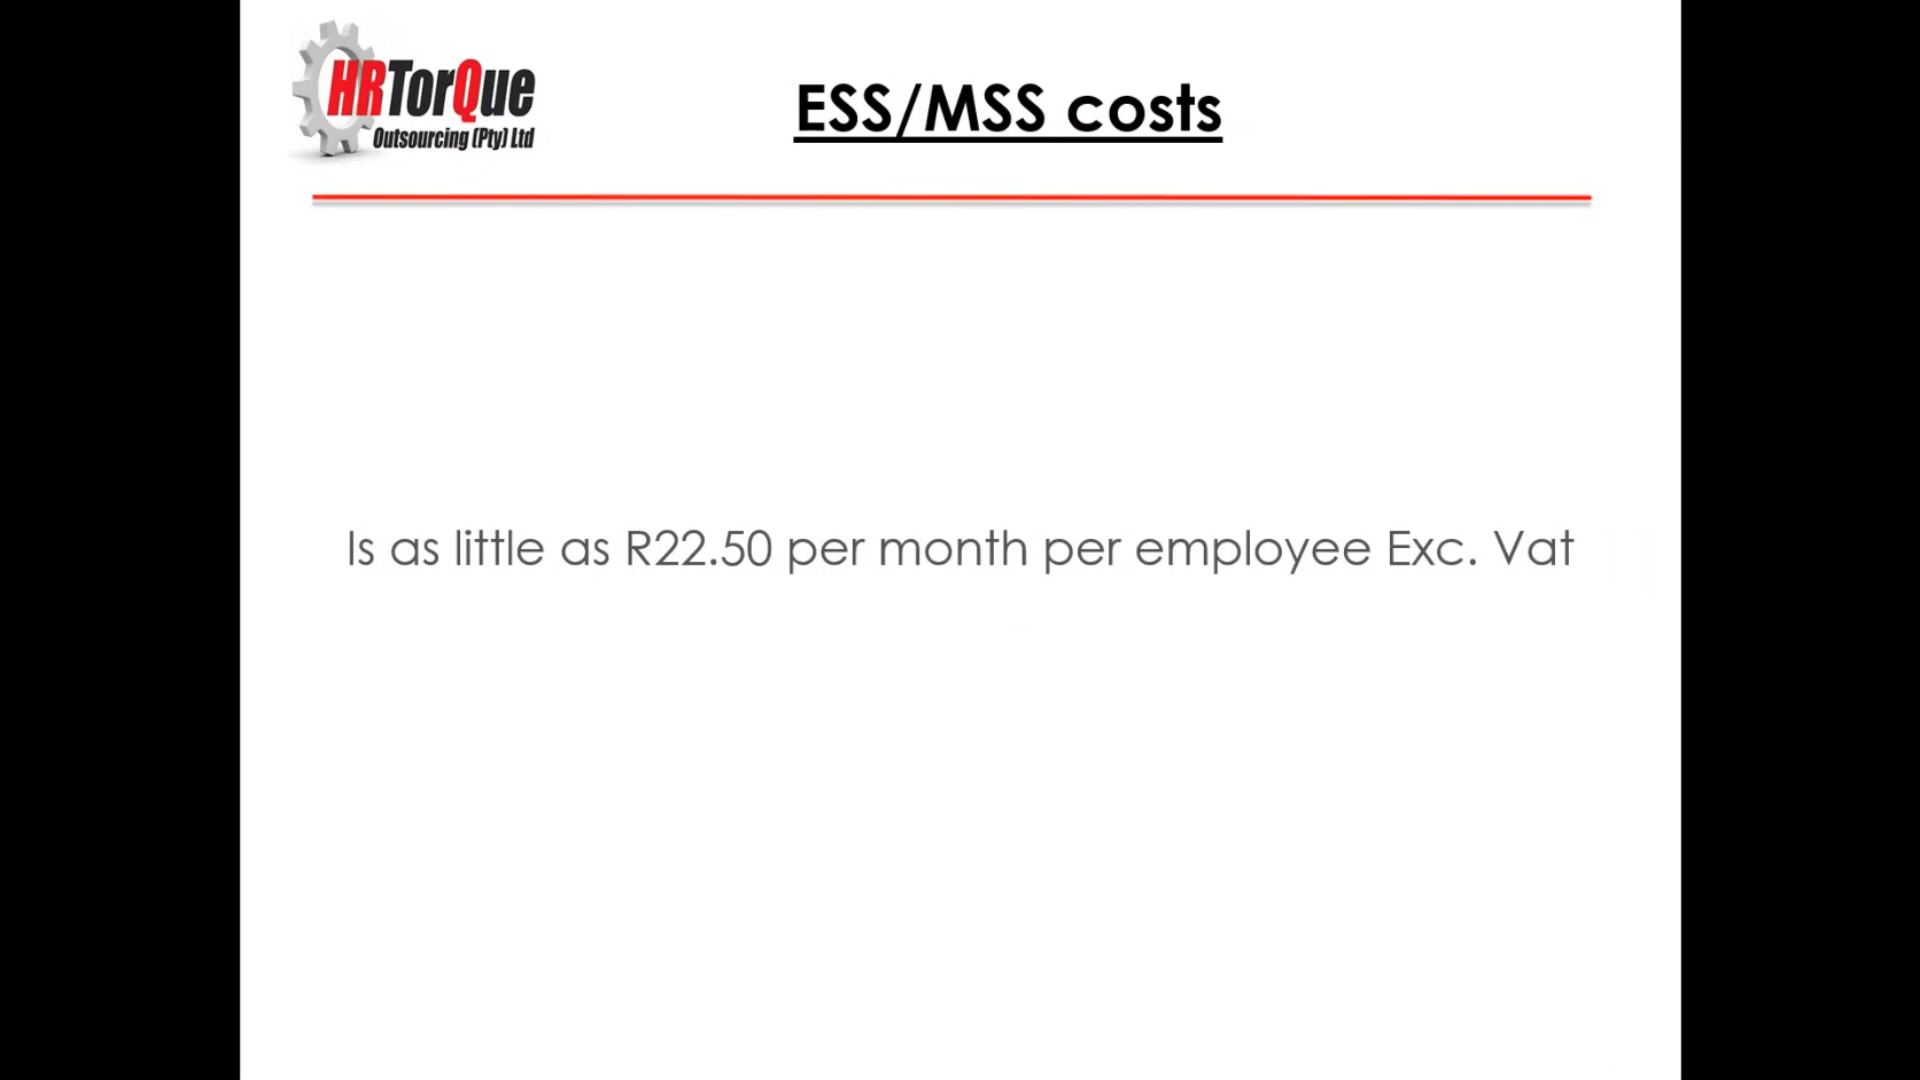 HRTorQue
Outsourcing (Pty) Ltd
ESS/MSS costs
Is as little as R22.50 per month per employee Exc. Vat